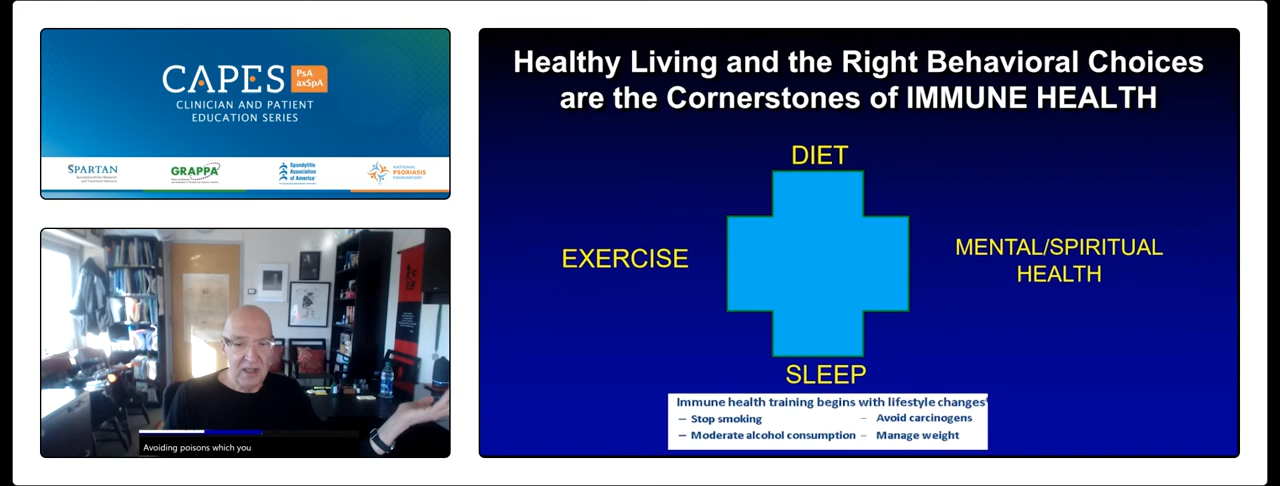 CAPES
PsA
axSpA
CLINICIAN AND PATIENT
EDUCATION SERIES
SPARTAN
GRAPPA
Spondylitis
Association
of America
NATIONAL
PSORIASIS
FOUNDATION
Avoiding poisons which you
Healthy Living and the Right Behavioral Choices
are the Cornerstones of IMMUNE HEALTH
DIET
EXERCISE
MENTAL/SPIRITUAL
HEALTH
SLEEP
Immune health training begins with lifestyle changes
– Stop smoking – Avoid carcinogens
– Moderate alcohol consumption – Manage weight